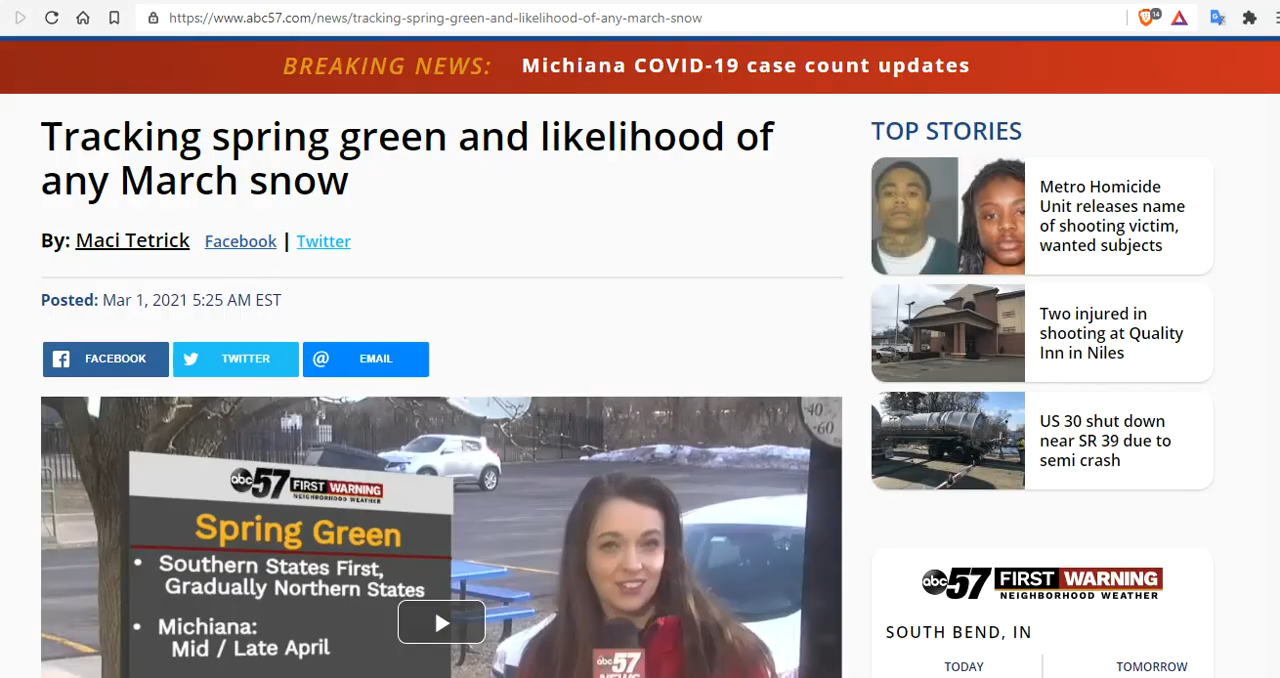 https://www.abc57.com/news/tracking-spring-green-and-likelihood-of-any-march-snow
14
BREAKING NEWS: Michiana COVID-19 case count updates
Tracking spring green and likelihood of
any March snow
By: Maci Tetrick Facebook | Twitter
Posted: Mar 1, 2021 5:25 AM EST
FACEBOOK
TWITTER
@ EMAIL
abc57 FIRST WARNING
NEIGHBORHOOD WEATHER
Spring Green
• Southern States First,
Gradually Northern States
• Michiana:
Mid / Late April
-40
-60
abc57
NEWS
TOP STORIES
Metro Homicide
Unit releases name
of shooting victim,
wanted subjects
Two injured in
shooting at Quality
Inn in Niles
US 30 shut down
near SR 39 due to
semi crash
abc57 FIRST WARNING
NEIGHBORHOOD WEATHER
SOUTH BEND, IN
TODAY
TOMORROW